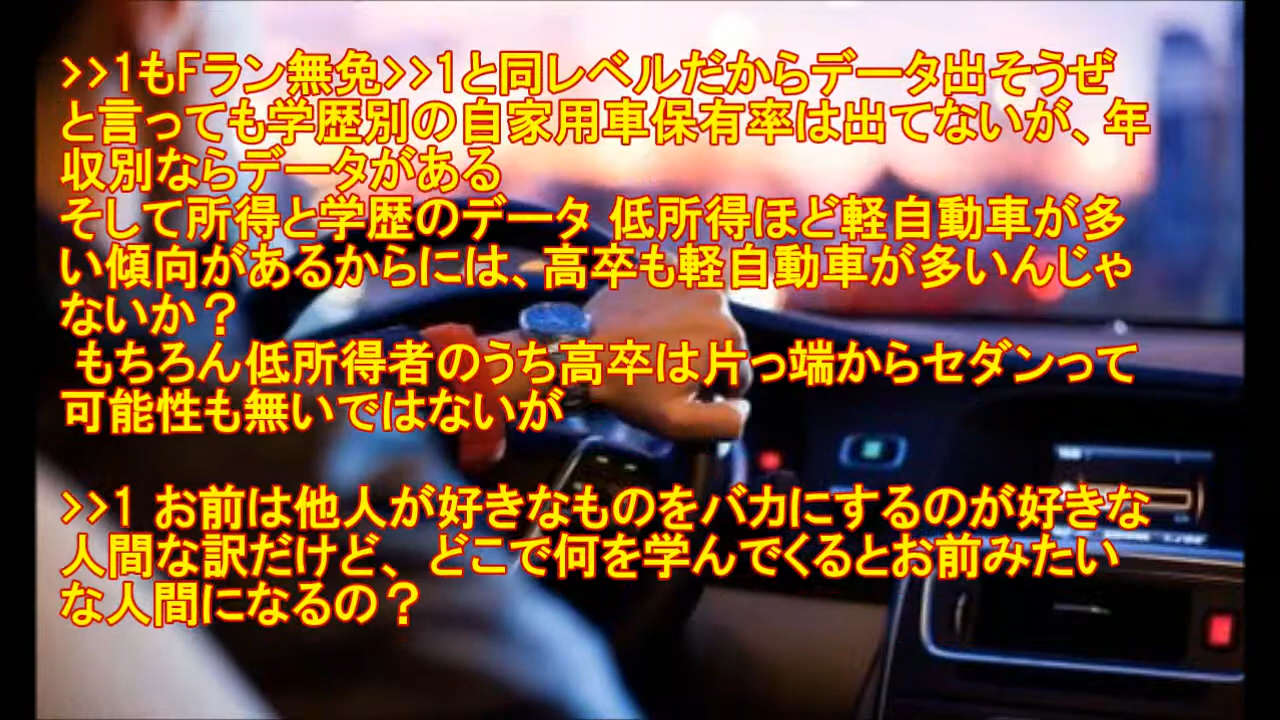 >>1もFラン無免>>1と同レベルだからデータ出そうぜ
と言っても学歴別の自家用車保有率は出てないが、年
収別ならデータがある
そして所得と学歴のデータ 低所得ほど軽自動車が多
い傾向があるからには、高卒も軽自動車が多いんじゃ
ないか？
もちろん低所得者のうち高卒は片っ端からセダンって
可能性も無いではないが
>>1 お前は他人が好きなものをバカにするのが好きな
人間な訳だけど、どこで何を学んでくるとお前みたい
な人間になるの？